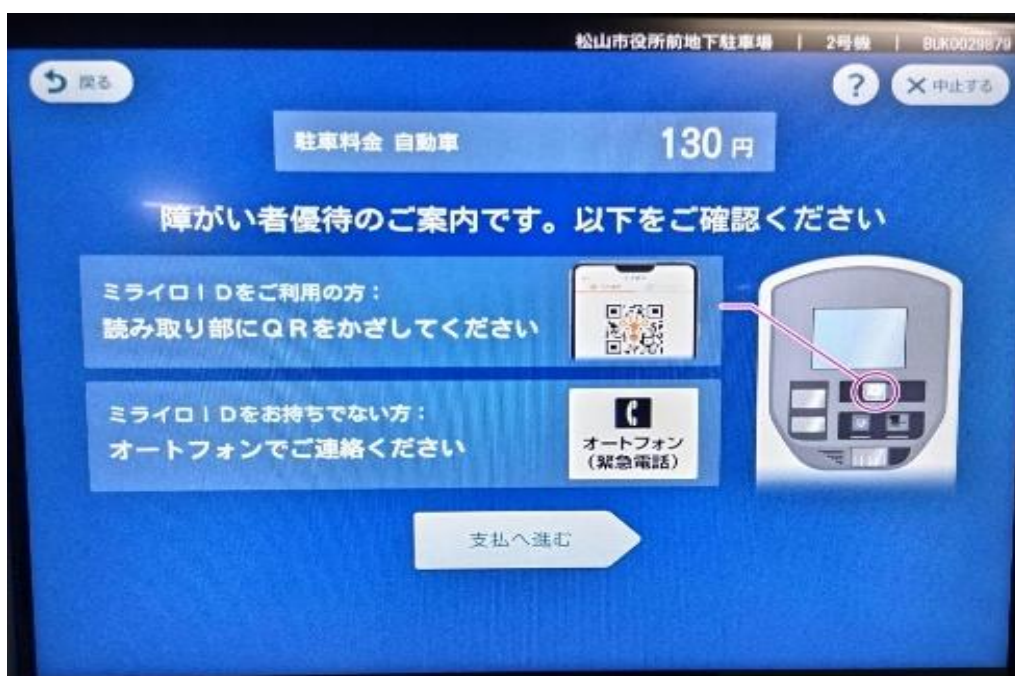 松山市役所前地下駐車場 | 2号機 | BUK0029879
戻る
? × 中止する
駐車料金 自動車 130円
障がい者優待のご案内です。以下をご確認ください
ミライロIDをご利用の方:
読み取り部にQRをかざしてください
ミライロIDをお持ちでない方:
オートフォンでご連絡ください
オートフォン
(緊急電話)
支払へ進む